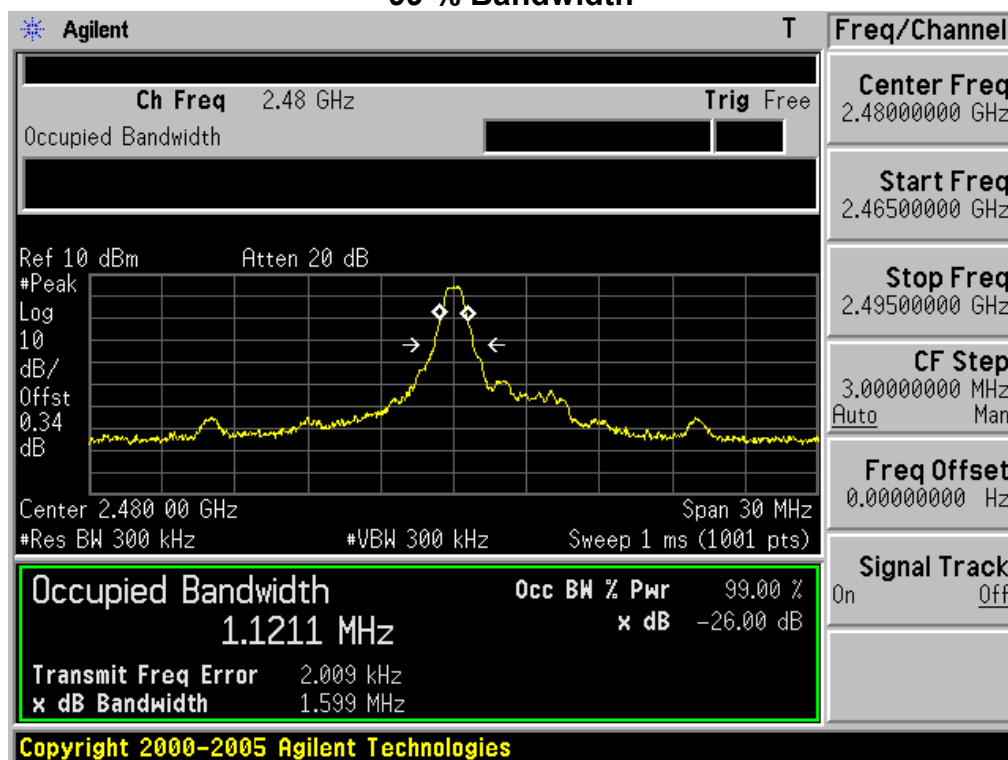 Agilent T
Ch Freq 2.48 GHz Trig Free
Occupied Bandwidth
Ref 10 dBm Atten 20 dB
#Peak
Log
10
dB/
Offst
0.34
dB
Center 2.480 00 GHz Span 30 MHz
#Res BW 300 kHz #VBW 300 kHz Sweep 1 ms (1001 pts)
Occupied Bandwidth Occ BW % Pwr 99.00 %
1.1211 MHz x dB -26.00 dB
Transmit Freq Error 2.009 kHz
x dB Bandwidth 1.599 MHz
Copyright 2000-2005 Agilent Technologies
Freq/Channel
Center Freq
2.48000000 GHz
Start Freq
2.46500000 GHz
Stop Freq
2.49500000 GHz
CF Step
3.00000000 MHz
Auto Man
Freq Offset
0.00000000 Hz
Signal Track
On Off